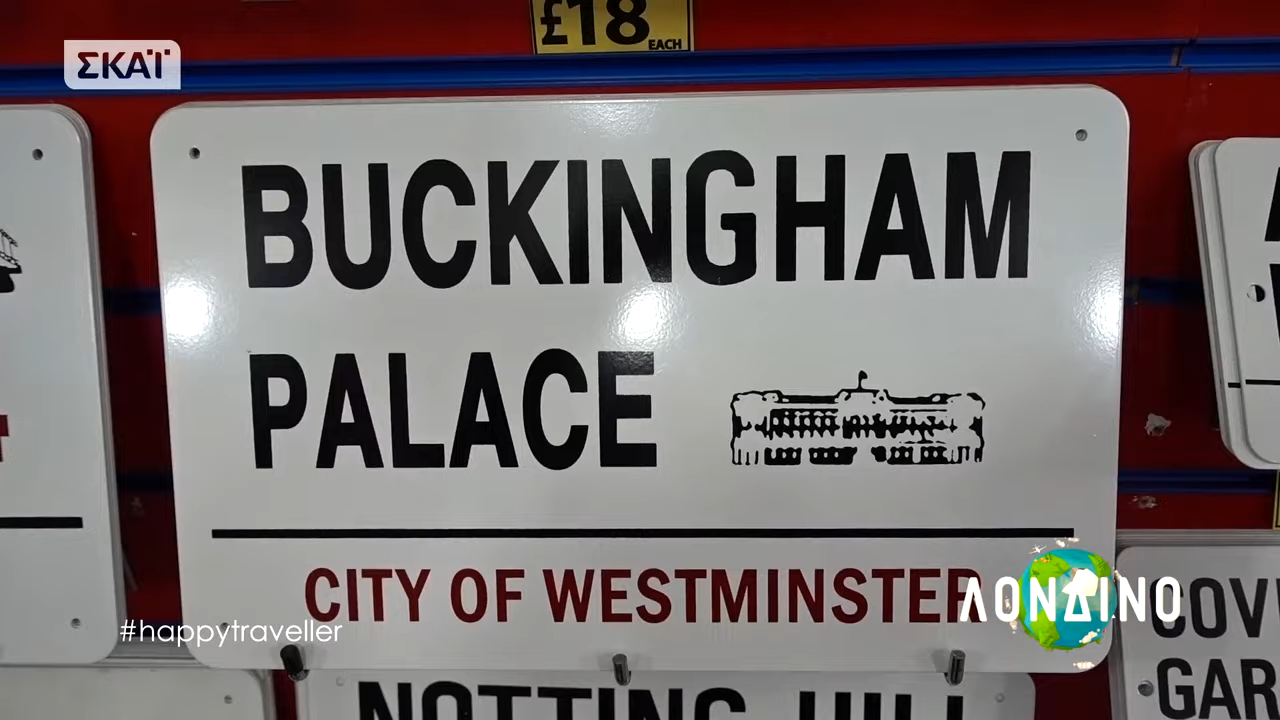 £18
EACH
ΣΚΑΪ
BUCKINGHAM
PALACE
CITY OF WESTMINSTER
ΛΟΝΔΙΝΟ
#happytraveller
COV
GAR
NOTTING HILL